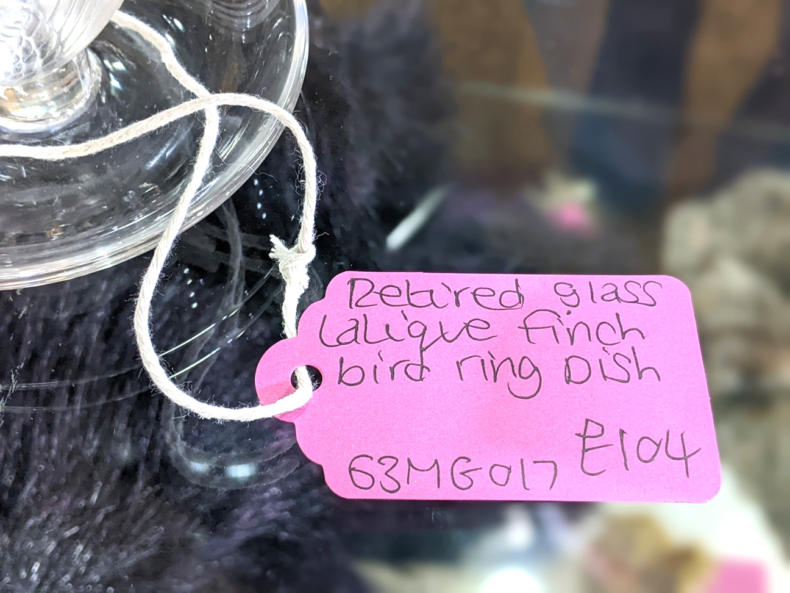 Retired glass
Lalique finch
bird ring Dish
£104
63MG017